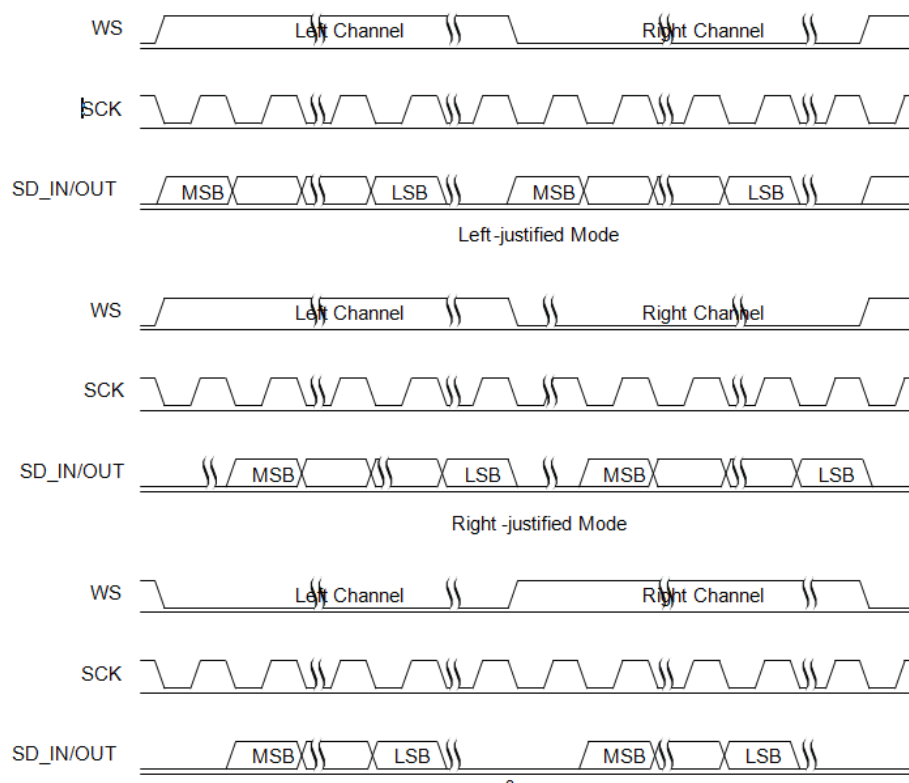 WS Left Channel Right Channel
SCK
SD_IN/OUT MSB LSB MSB LSB
Left-justified Mode
WS Left Channel Right Channel
SCK
SD_IN/OUT MSB LSB MSB LSB
Right-justified Mode
WS Left Channel Right Channel
SCK
SD_IN/OUT MSB LSB MSB LSB